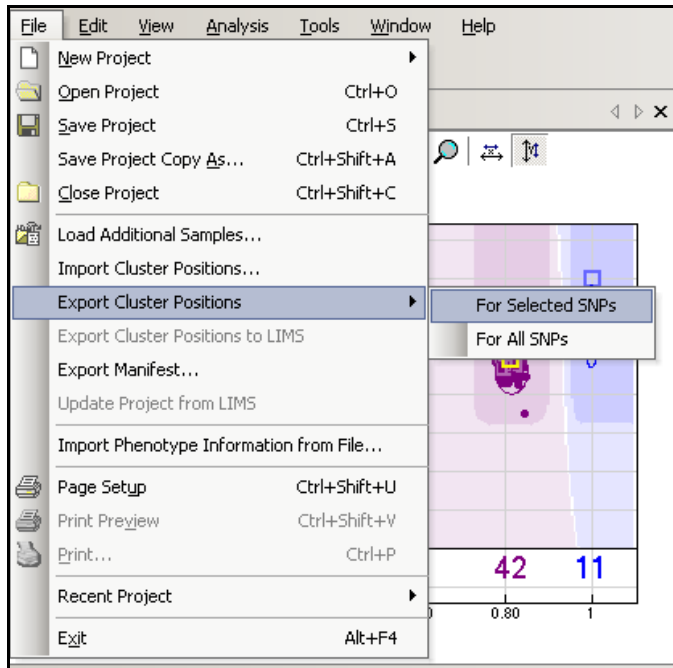 File Edit View Analysis Tools Window Help
New Project
Open Project Ctrl+O
Save Project Ctrl+S
Save Project Copy As... Ctrl+Shift+A
Close Project Ctrl+Shift+C
Load Additional Samples...
Import Cluster Positions...
Export Cluster Positions
For Selected SNPs
Export Cluster Positions to LIMS
For All SNPs
Export Manifest...
Update Project from LIMS
Import Phenotype Information from File...
Page Setup Ctrl+Shift+U
Print Preview Ctrl+Shift+V
Print... Ctrl+P
42 11
Recent Project
0.80 1
Exit Alt+F4